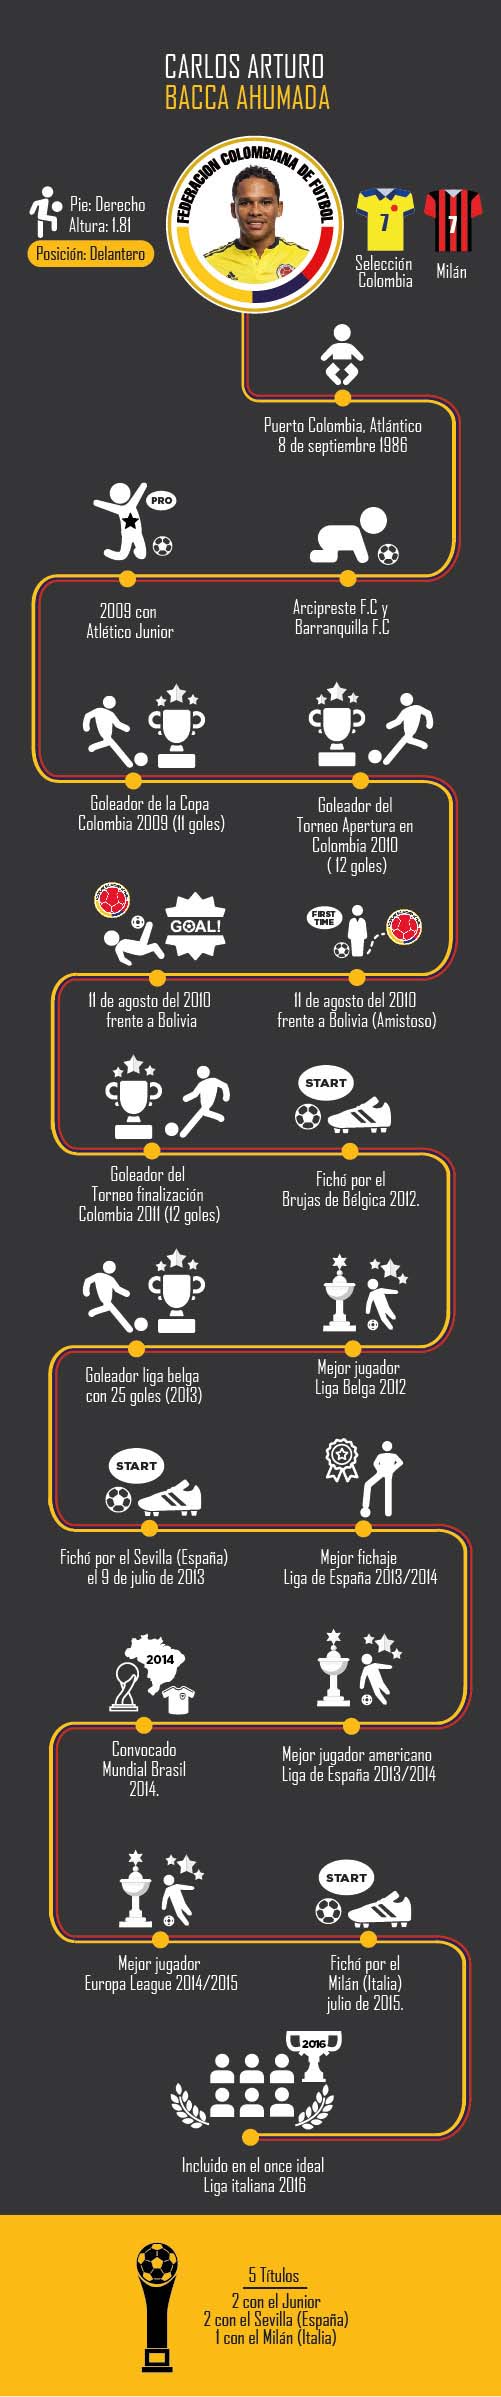 CARLOS ARTURO
BACCA AHUMADA
FEDERACION COLOMBIANA DE FUTBOL
Pie: Derecho
Altura: 1.81
Posición: Delantero
7
7
Selección
Colombia
Milán
Puerto Colombia, Atlántico
8 de septiembre 1986
PRO
2009 con
Atlético Junior
Arcipreste F.C y
Barranquilla F.C
Goleador de la Copa
Colombia 2009 (11 goles)
Goleador del
Torneo Apertura en
Colombia 2010
( 12 goles)
GOAL!
FIRST
TIME
11 de agosto del 2010
frente a Bolivia
11 de agosto del 2010
frente a Bolivia (Amistoso)
START
Goleador del
Torneo finalización
Colombia 2011 (12 goles)
Fichó por el
Brujas de Bélgica 2012.
Goleador liga belga
con 25 goles (2013)
Mejor jugador
Liga Belga 2012
START
Fichó por el Sevilla (España)
el 9 de julio de 2013
Mejor fichaje
Liga de España 2013/2014
2014
Convocado
Mundial Brasil
2014.
Mejor jugador americano
Liga de España 2013/2014
START
Mejor jugador
Europa League 2014/2015
Fichó por el
Milán (Italia)
julio de 2015.
2016
Incluido en el once ideal
Liga italiana 2016
5 Títulos
2 con el Junior
2 con el Sevilla (España)
1 con el Milán (Italia)